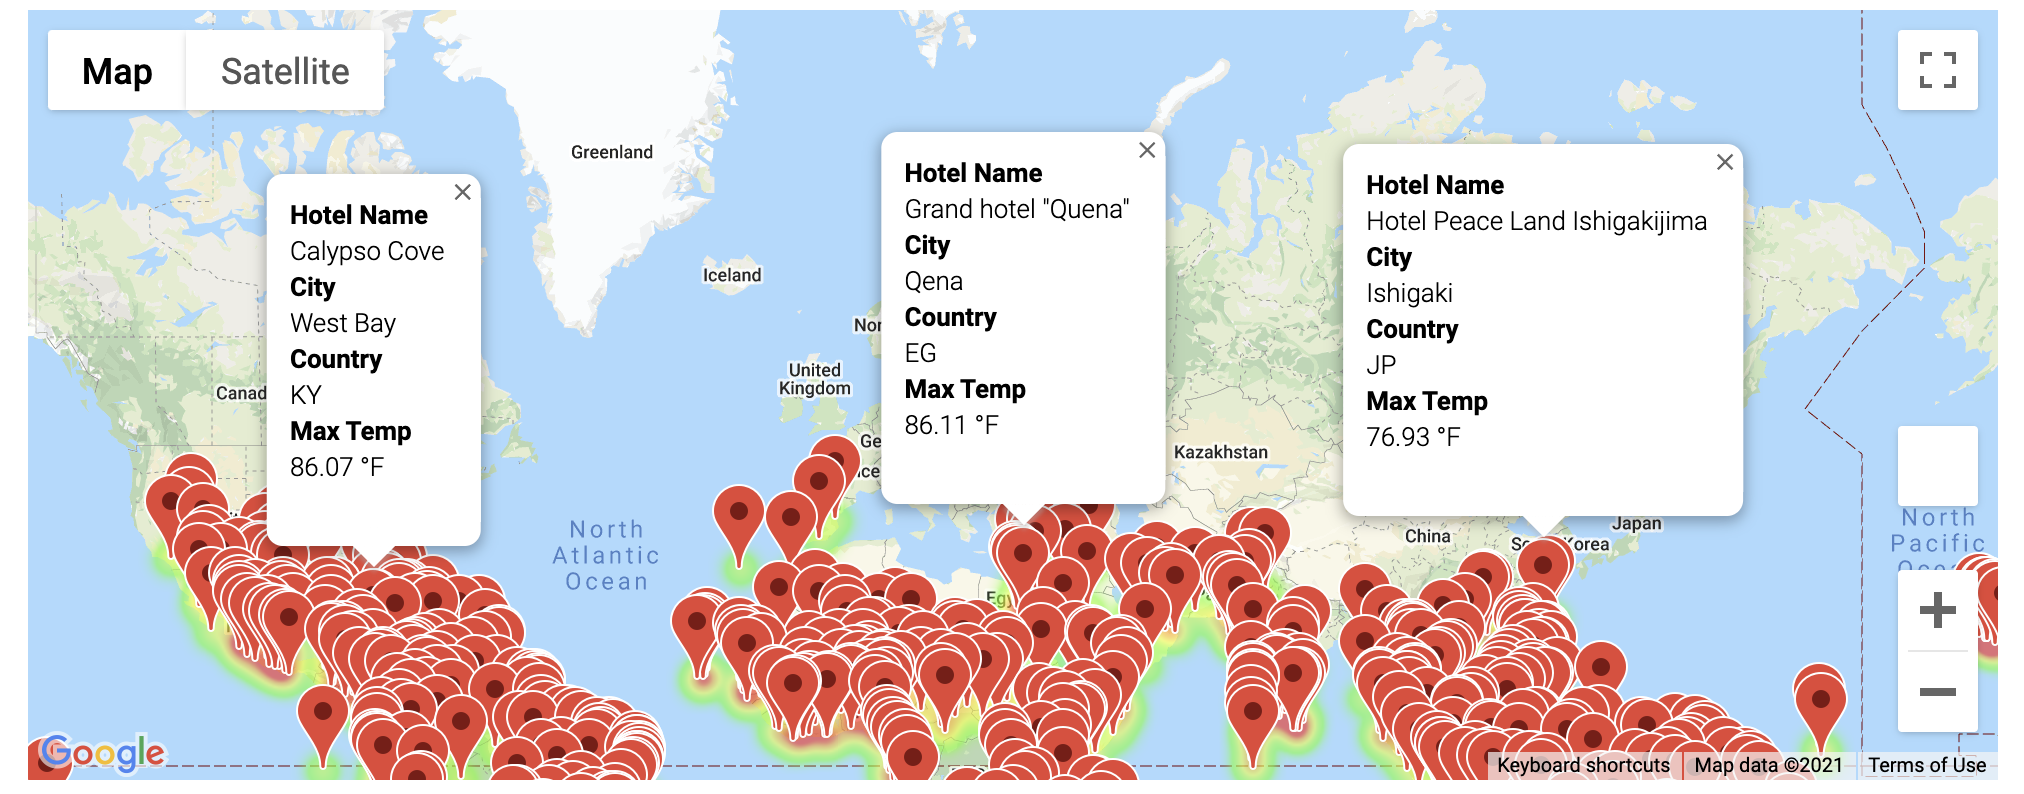 Map
Satellite
Greenland
Iceland
United
Kingdom
Canad
Nor
Ge
ce
Kazakhstan
China
Japan
Korea
Egy
North
Atlantic
Ocean
North
Pacific
Hotel Name
Calypso Cove
City
West Bay
Country
KY
Max Temp
86.07 °F
Hotel Name
Grand hotel "Quena"
City
Qena
Country
EG
Max Temp
86.11 °F
Hotel Name
Hotel Peace Land Ishigakijima
City
Ishigaki
Country
JP
Max Temp
76.93 °F
Google
Keyboard shortcuts
Map data ©2021
Terms of Use